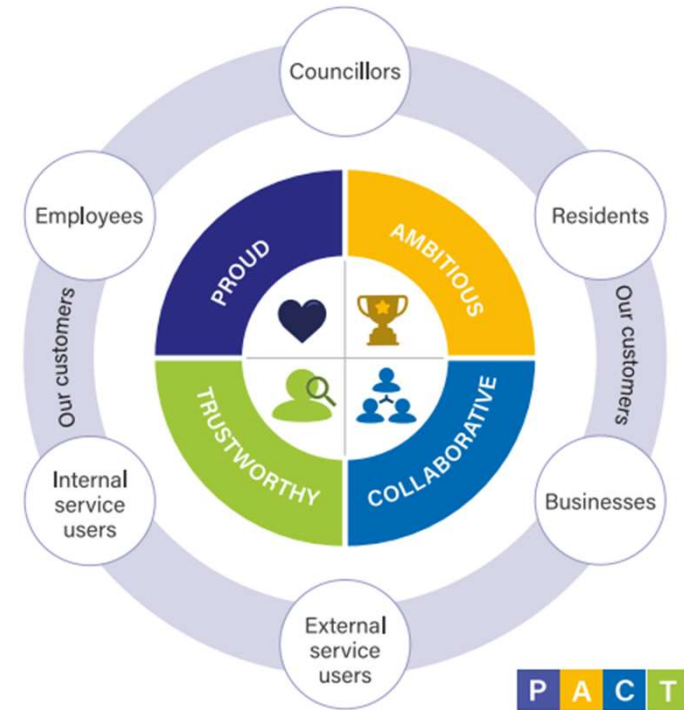 Councillors
Employees
Residents
PROUD
AMBITIOUS
Our customers
Our customers
TRUSTWORTHY
COLLABORATIVE
Internal
service
users
Businesses
External
service
users
P A C T